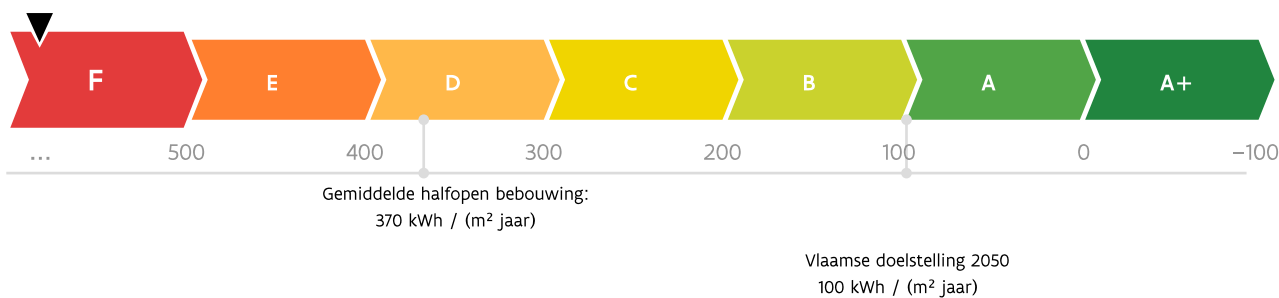 F E D C B A A+
... 500 400 300 200 100 0 –100
Gemiddelde halfopen bebouwing:
370 kWh / (m² jaar)
Vlaamse doelstelling 2050
100 kWh / (m² jaar)